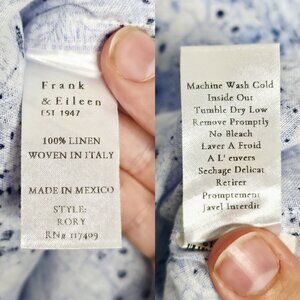 Frank
& Eileen
EST 1947
100% LINEN
WOVEN IN ITALY
MADE IN MEXICO
STYLE:
RORY
RN# 117409
Machine Wash Cold
Inside Out
Tumble Dry Low
Remove Promptly
No Bleach
Laver A Froid
A L' envers
Sechage Delicat
Retirer
Promptement
Javel Interdit